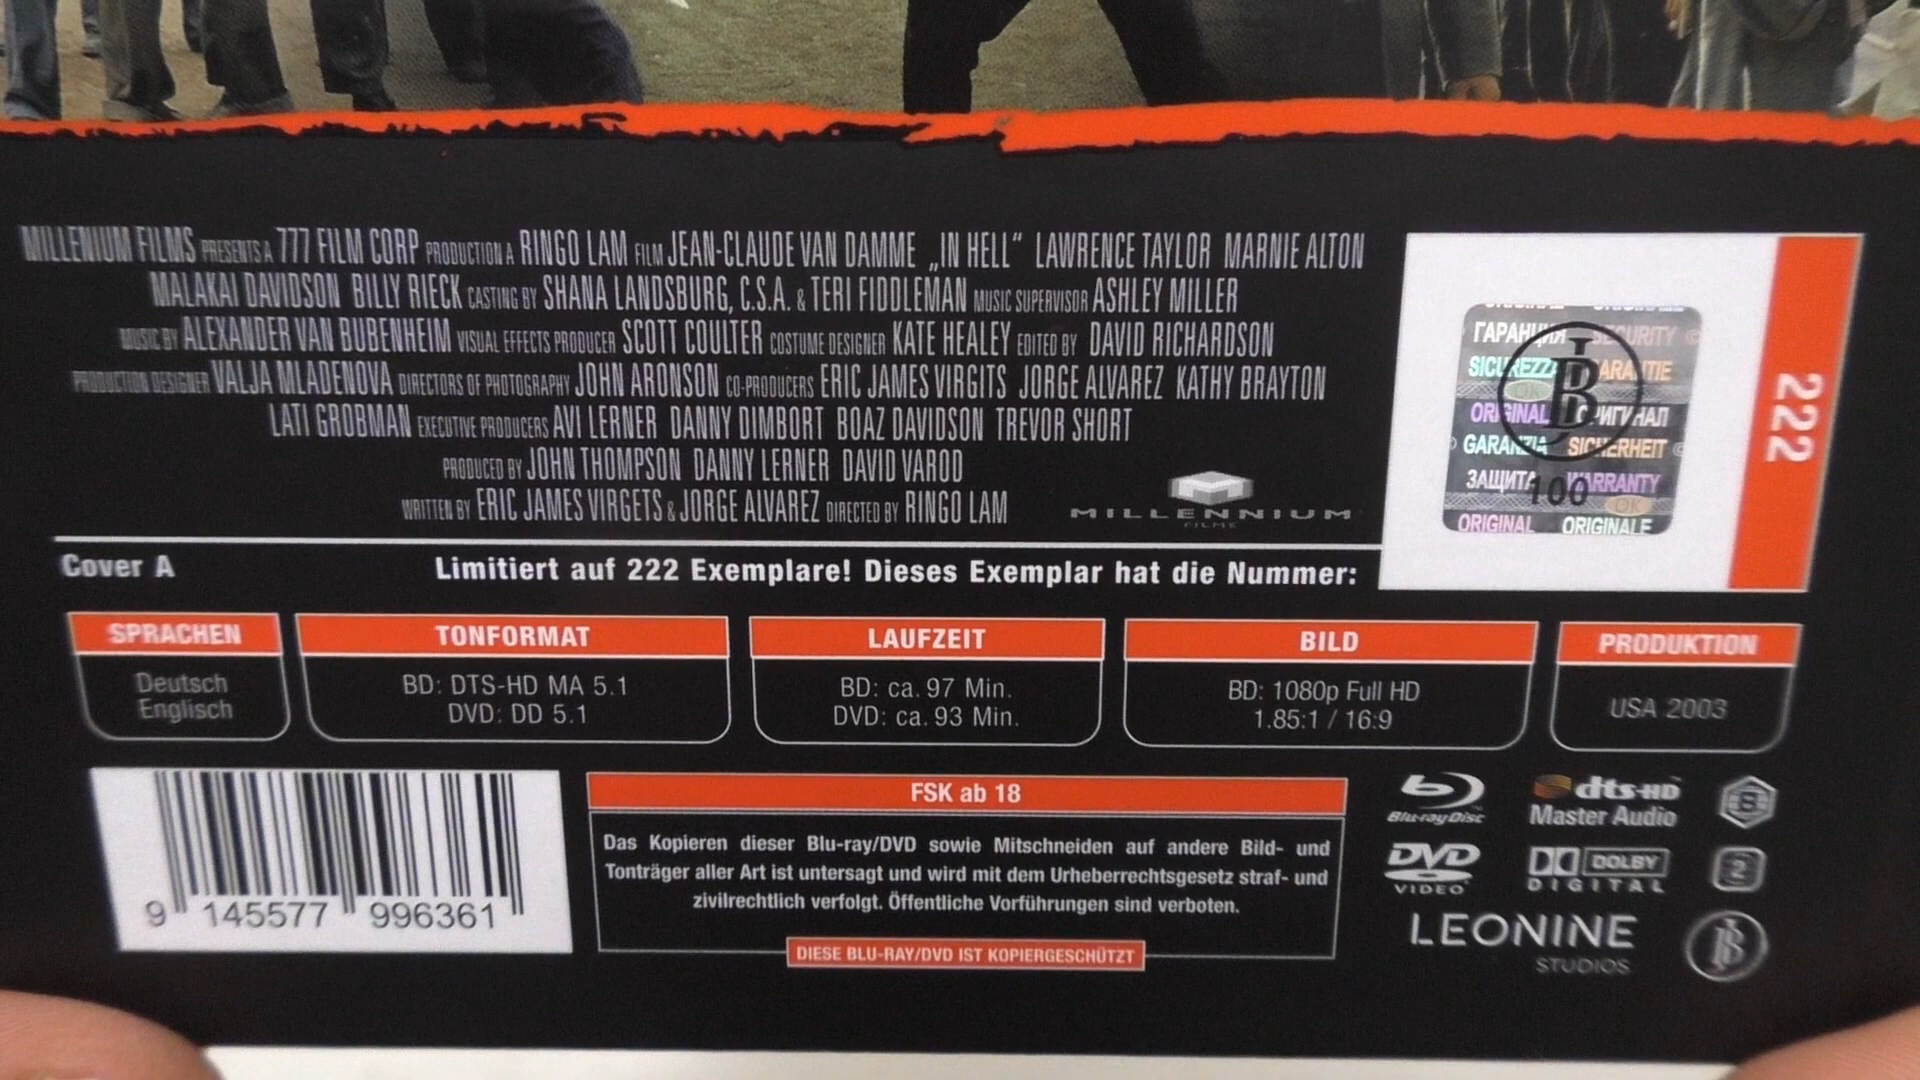 MILLENIUM FILMS PRESENTS A 777 FILM CORP PRODUCTION A RINGO LAM FILM JEAN-CLAUDE VAN DAMME „IN HELL“ LAWRENCE TAYLOR MARNIE ALTON
MALAKAI DAVIDSON BILLY RIECK CASTING BY SHANA LANDSBURG, C.S.A. & TERI FIDDLEMAN MUSIC SUPERVISOR ASHLEY MILLER
MUSIC BY ALEXANDER VAN BUBENHEIM VISUAL EFFECTS PRODUCER SCOTT COULTER COSTUME DESIGNER KATE HEALEY EDITED BY DAVID RICHARDSON
PRODUCTION DESIGNER VALJA MLADENOVA DIRECTORS OF PHOTOGRAPHY JOHN ARONSON CO-PRODUCERS ERIC JAMES VIRGITS JORGE ALVAREZ KATHY BRAYTON
LATI GROBMAN EXECUTIVE PRODUCERS AVI LERNER DANNY DIMBORT BOAZ DAVIDSON TREVOR SHORT
PRODUCED BY JOHN THOMPSON DANNY LERNER DAVID VAROD
WRITTEN BY ERIC JAMES VIRGETS & JORGE ALVAREZ DIRECTED BY RINGO LAM
MILLENNIUM
FILMS
ГАРАНЦИЯ SECURITY
SICUREZZA GARANTIE
OK
ORIGINAL ОРИГИНАЛ
GARANZIA SICHERHEIT
ЗАЩИТА WARRANTY
100
OK
ORIGINAL ORIGINALE
222
Cover A
Limitiert auf 222 Exemplare! Dieses Exemplar hat die Nummer:
SPRACHEN
Deutsch
Englisch
TONFORMAT
BD: DTS-HD MA 5.1
DVD: DD 5.1
LAUFZEIT
BD: ca. 97 Min.
DVD: ca. 93 Min.
BILD
BD: 1080p Full HD
1.85:1 / 16:9
PRODUKTION
USA 2003
9 145577 996361
FSK ab 18
Das Kopieren dieser Blu-ray/DVD sowie Mitschneiden auf andere Bild- und
Tonträger aller Art ist untersagt und wird mit dem Urheberrechtsgesetz straf- und
zivilrechtlich verfolgt. Öffentliche Vorführungen sind verboten.
DIESE BLU-RAY/DVD IST KOPIERGESCHÜTZT
Blu-ray Disc
dts-HD
Master Audio
B
DVD
VIDEO
DOLBY
DIGITAL
2
LEONINE
STUDIOS